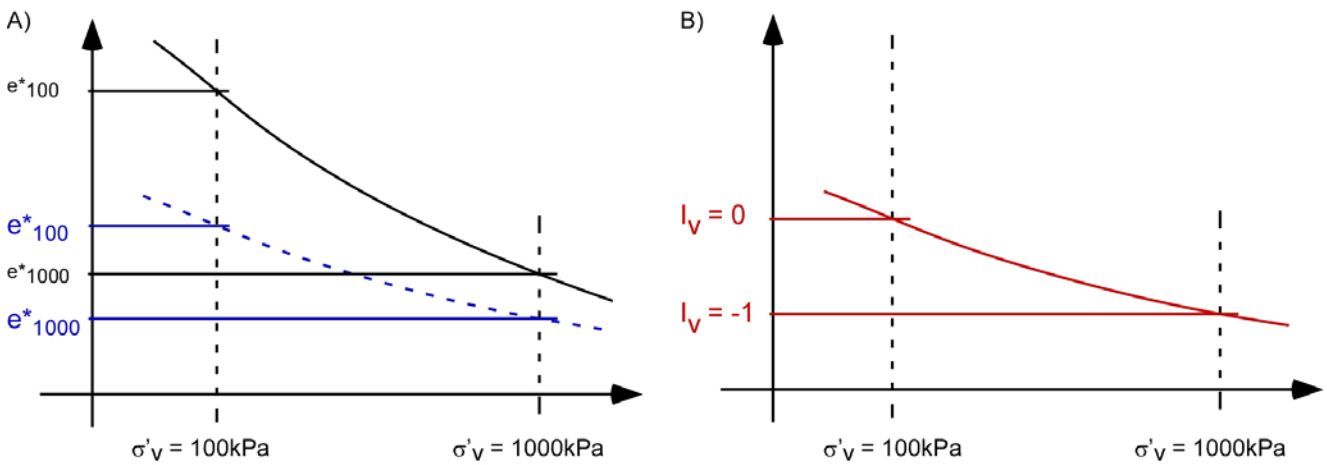 A)
e*100
e*100
e*1000
e*1000
σ'v = 100kPa
σ'v = 1000kPa
B)
Iv = 0
Iv = -1
σ'v = 100kPa
σ'v = 1000kPa